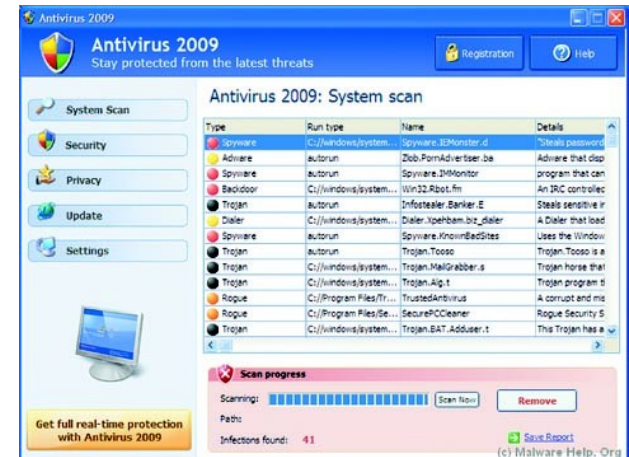 Antivirus 2009
Antivirus 2009
Stay protected from the latest threats
Registration
Help
System Scan
Security
Privacy
Update
Settings
Get full real-time protection
with Antivirus 2009
Antivirus 2009: System scan
Type Run type Name Details
Spyware C://windows/system... Spyware.IEMonster.d "Steals password
Adware autorun Zlob.PornAdvertiser.ba Adware that disp
Spyware autorun Spyware.IMMonitor program that can
Backdoor C://windows/system... Win32.Rbot.fm An IRC controlled
Trojan autorun Infostealer.Banker.E Steals sensitive ir
Dialer C://windows/system... Dialer.Xpehbam.biz_dialer A Dialer that load
Spyware autorun Spyware.KnownBadSites Uses the Window
Trojan autorun Trojan.Tooso Trojan.Tooso is a
Trojan C://windows/system... Trojan.MailGrabber.s Trojan horse that
Trojan C://windows/system... Trojan.Alg.t Trojan program tl
Rogue C://Program Files/Tr... TrustedAntivirus A corrupt and mis
Rogue C://Program Files/Se... SecurePCCleaner Rogue Security S
Trojan C://windows/system... Trojan.BAT.Adduser.t This Trojan has a
Scan progress
Scanning: Scan Now Remove
Path:
Infections found: 41 Save Report
(c) Malware Help. Org